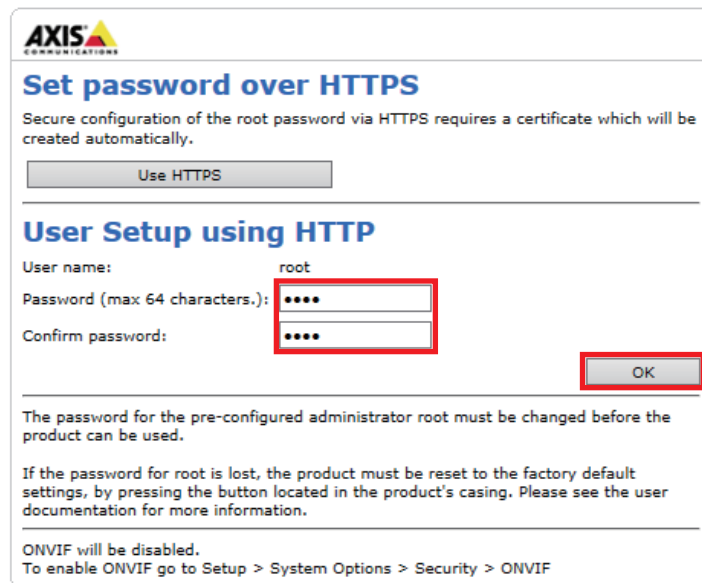 AXIS
COMMUNICATIONS
Set password over HTTPS
Secure configuration of the root password via HTTPS requires a certificate which will be
created automatically.
Use HTTPS
User Setup using HTTP
User name: root
Password (max 64 characters.): ••••
Confirm password: ••••
OK
The password for the pre-configured administrator root must be changed before the
product can be used.
If the password for root is lost, the product must be reset to the factory default
settings, by pressing the button located in the product's casing. Please see the user
documentation for more information.
ONVIF will be disabled.
To enable ONVIF go to Setup > System Options > Security > ONVIF